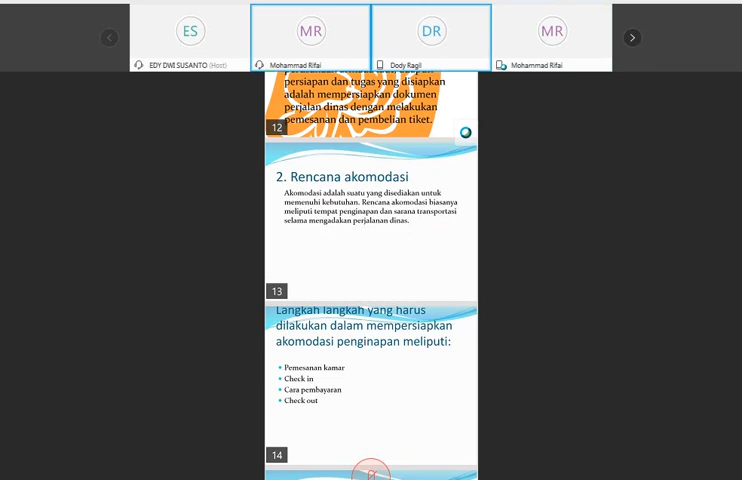 ES
MR
DR
MR
EDY DWI SUSANTO (Host)
Mohammad Rifai
Dody Ragil
Mohammad Rifai
persiapan dan tugas yang disiapkan
adalah mempersiapkan dokumen
perjalan dinas dengan melakukan
pemesanan dan pembelian tiket.
12
2. Rencana akomodasi
Akomodasi adalah suatu yang disediakan untuk
memenuhi kebutuhan. Rencana akomodasi biasanya
meliputi tempat penginapan dan sarana transportasi
selama mengadakan perjalanan dinas.
13
Langkah langkah yang harus
dilakukan dalam mempersiapkan
akomodasi penginapan meliputi:
Pemesanan kamar
Check in
Cara pembayaran
Check out
14